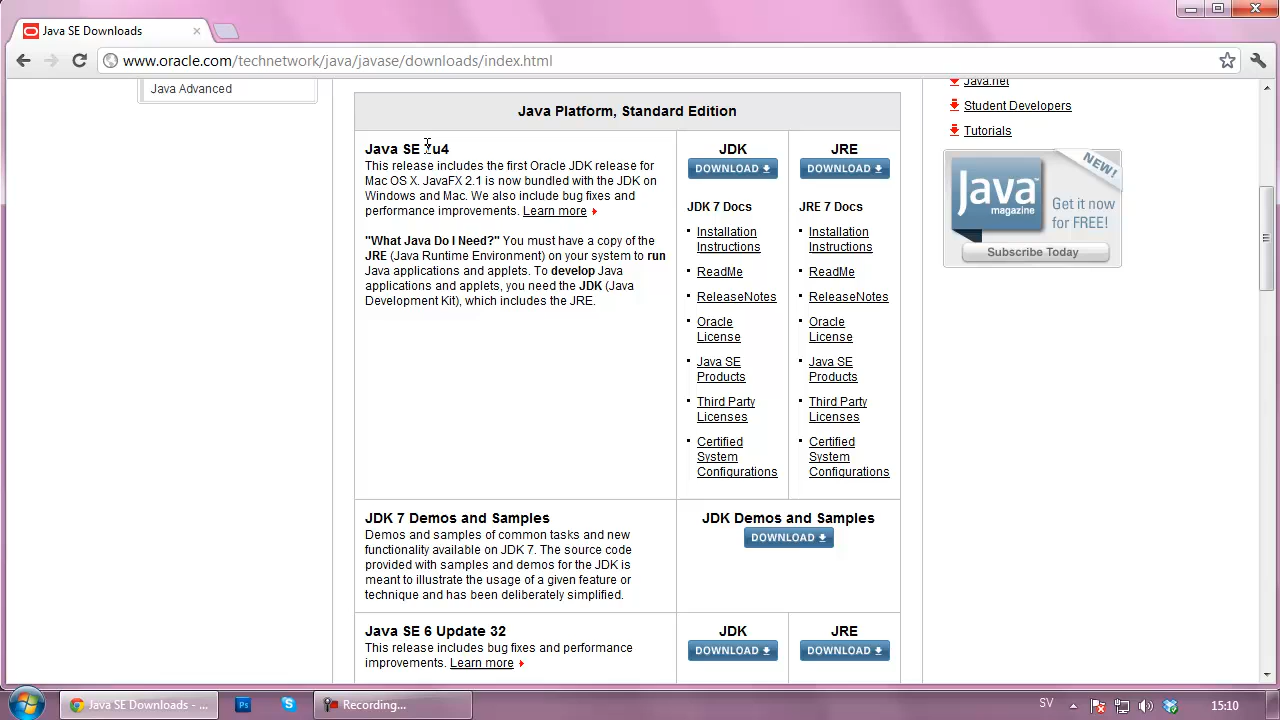 Java SE Downloads
www.oracle.com/technetwork/java/javase/downloads/index.html
Java Advanced
Java.net
Student Developers
Tutorials
NEW!
Java
magazine
Get it now
for FREE!
Subscribe Today
Java Platform, Standard Edition
Java SE 7u4
This release includes the first Oracle JDK release for
Mac OS X. JavaFX 2.1 is now bundled with the JDK on
Windows and Mac. We also include bug fixes and
performance improvements. Learn more
"What Java Do I Need?" You must have a copy of the
JRE (Java Runtime Environment) on your system to run
Java applications and applets. To develop Java
applications and applets, you need the JDK (Java
Development Kit), which includes the JRE.
JDK
DOWNLOAD
JDK 7 Docs
Installation
Instructions
ReadMe
ReleaseNotes
Oracle
License
Java SE
Products
Third Party
Licenses
Certified
System
Configurations
JRE
DOWNLOAD
JRE 7 Docs
Installation
Instructions
ReadMe
ReleaseNotes
Oracle
License
Java SE
Products
Third Party
Licenses
Certified
System
Configurations
JDK 7 Demos and Samples
Demos and samples of common tasks and new
functionality available on JDK 7. The source code
provided with samples and demos for the JDK is
meant to illustrate the usage of a given feature or
technique and has been deliberately simplified.
JDK Demos and Samples
DOWNLOAD
Java SE 6 Update 32
This release includes bug fixes and performance
improvements. Learn more
JDK
DOWNLOAD
JRE
DOWNLOAD
Java SE Downloads - ...
Ps
Recording...
SV
15:10